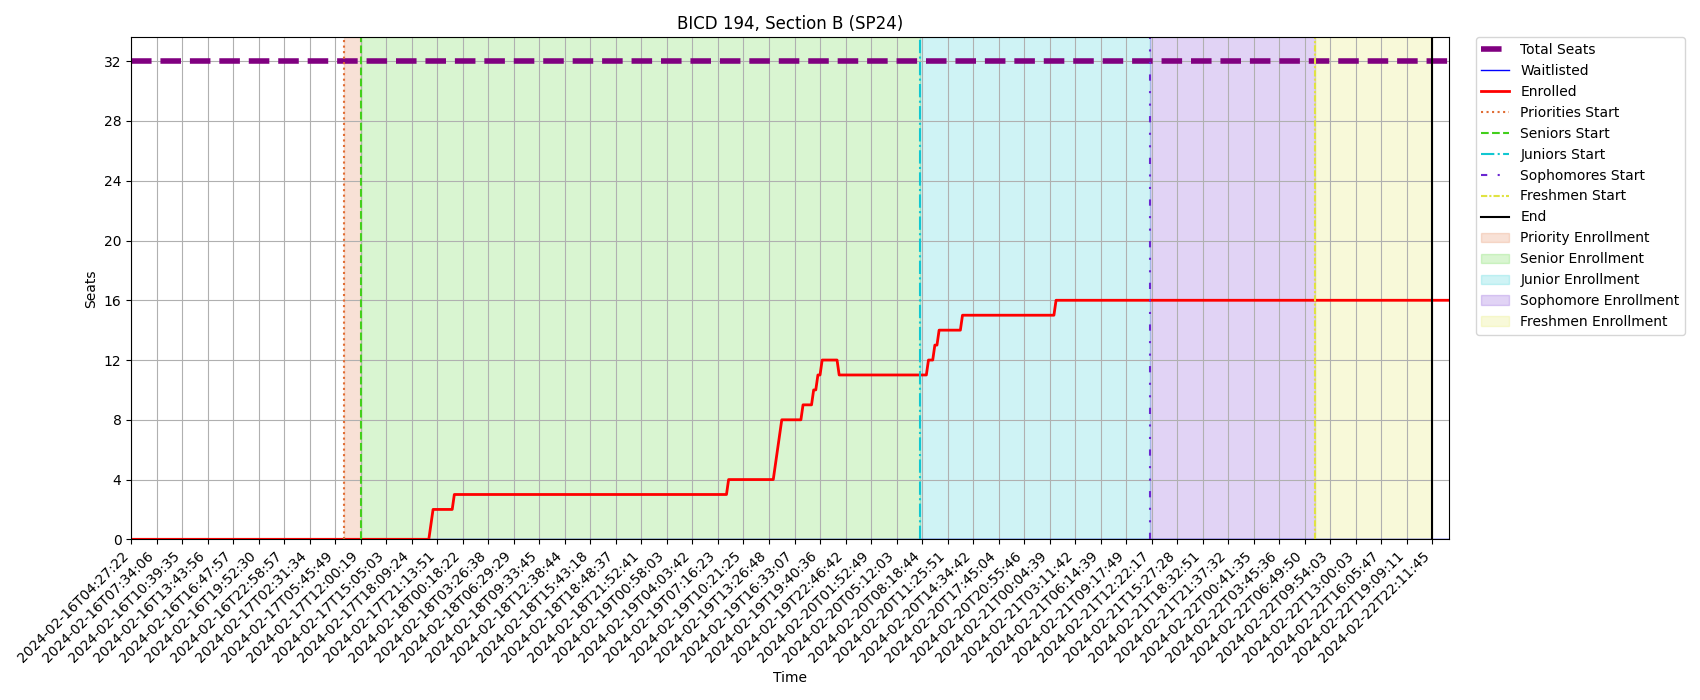 BICD 194, Section B (SP24)
Seats
32
28
24
20
16
12
8
4
0
2024-02-16T04:27:22
2024-02-16T07:34:06
2024-02-16T10:39:35
2024-02-16T13:43:56
2024-02-16T16:47:57
2024-02-16T19:52:30
2024-02-16T22:58:57
2024-02-17T02:31:34
2024-02-17T05:45:49
2024-02-17T12:00:19
2024-02-17T15:05:03
2024-02-17T18:09:24
2024-02-17T21:13:51
2024-02-18T00:18:22
2024-02-18T03:26:38
2024-02-18T06:29:23
2024-02-18T09:33:45
2024-02-18T12:38:44
2024-02-18T15:43:18
2024-02-18T18:48:37
2024-02-18T21:52:41
2024-02-19T00:58:03
2024-02-19T04:03:42
2024-02-19T07:16:23
2024-02-19T10:21:25
2024-02-19T13:26:48
2024-02-19T16:33:07
2024-02-19T19:40:36
2024-02-19T22:46:42
2024-02-20T01:52:49
2024-02-20T05:12:03
2024-02-20T08:18:44
2024-02-20T11:25:51
2024-02-20T14:34:42
2024-02-20T17:45:04
2024-02-20T20:55:46
2024-02-21T00:04:39
2024-02-21T03:11:42
2024-02-21T06:14:39
2024-02-21T09:17:49
2024-02-21T12:22:17
2024-02-21T15:27:28
2024-02-21T18:32:51
2024-02-21T21:37:32
2024-02-22T00:41:35
2024-02-22T03:45:36
2024-02-22T06:49:50
2024-02-22T09:54:03
2024-02-22T13:00:03
2024-02-22T16:05:47
2024-02-22T19:09:11
2024-02-22T22:11:45
Time
Total Seats
Waitlisted
Enrolled
Priorities Start
Seniors Start
Juniors Start
Sophomores Start
Freshmen Start
End
Priority Enrollment
Senior Enrollment
Junior Enrollment
Sophomore Enrollment
Freshmen Enrollment